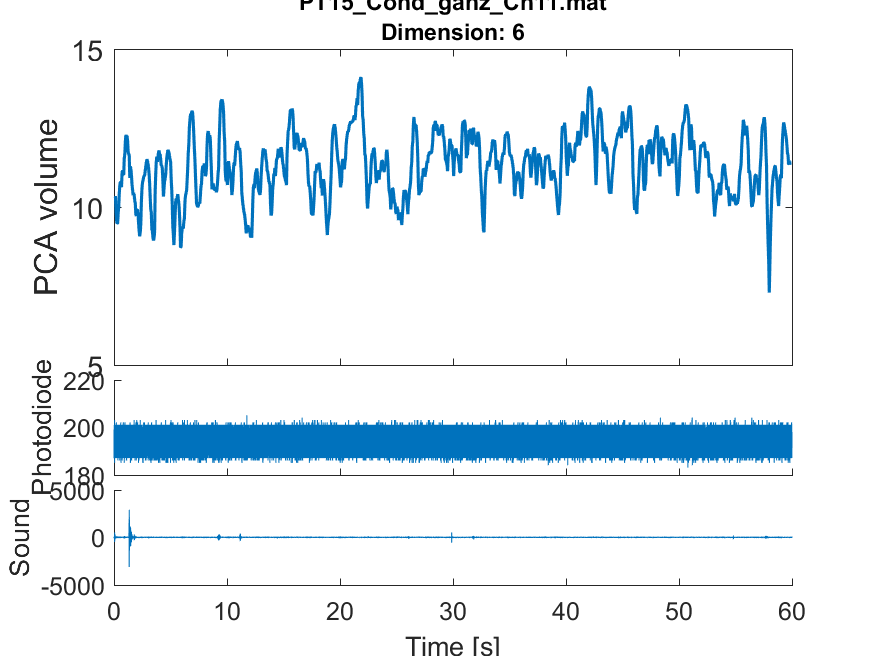 PT15_Cond_ganz_Ch11.mat
Dimension: 6
15
10
5
PCA volume
220
200
180
Photodiode
5000
0
-5000
Sound
0 10 20 30 40 50 60
Time [s]